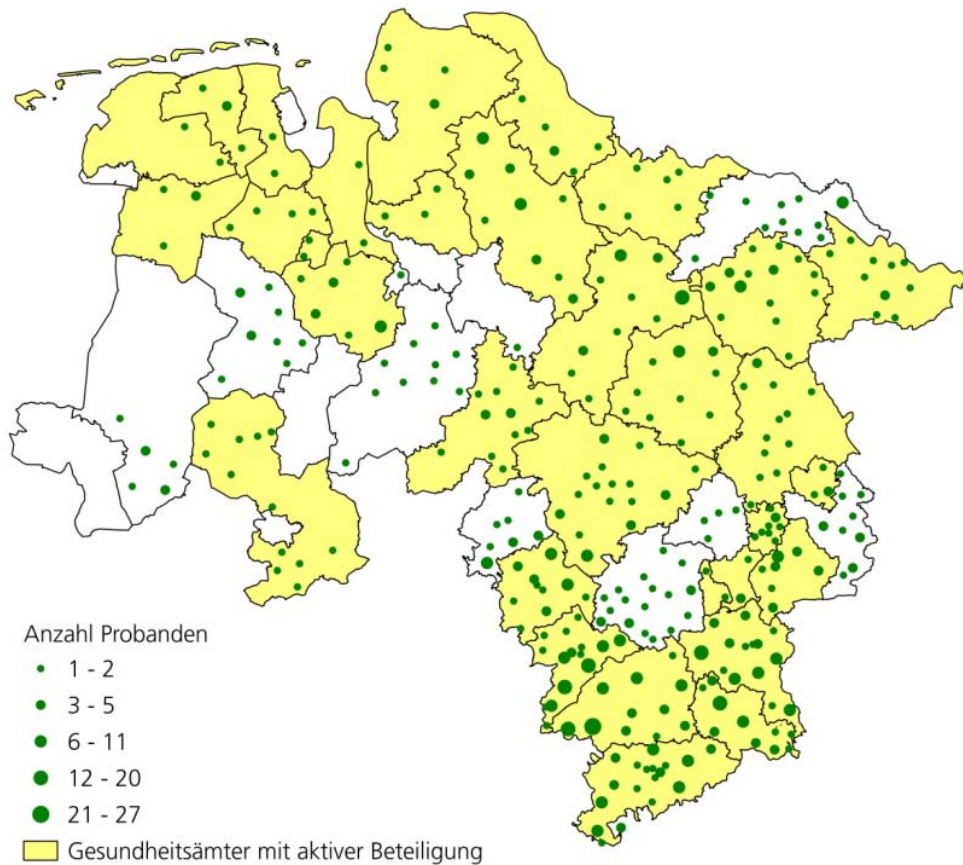 Anzahl Probanden
1 - 2
3 - 5
6 - 11
12 - 20
21 - 27
Gesundheitsämter mit aktiver Beteiligung